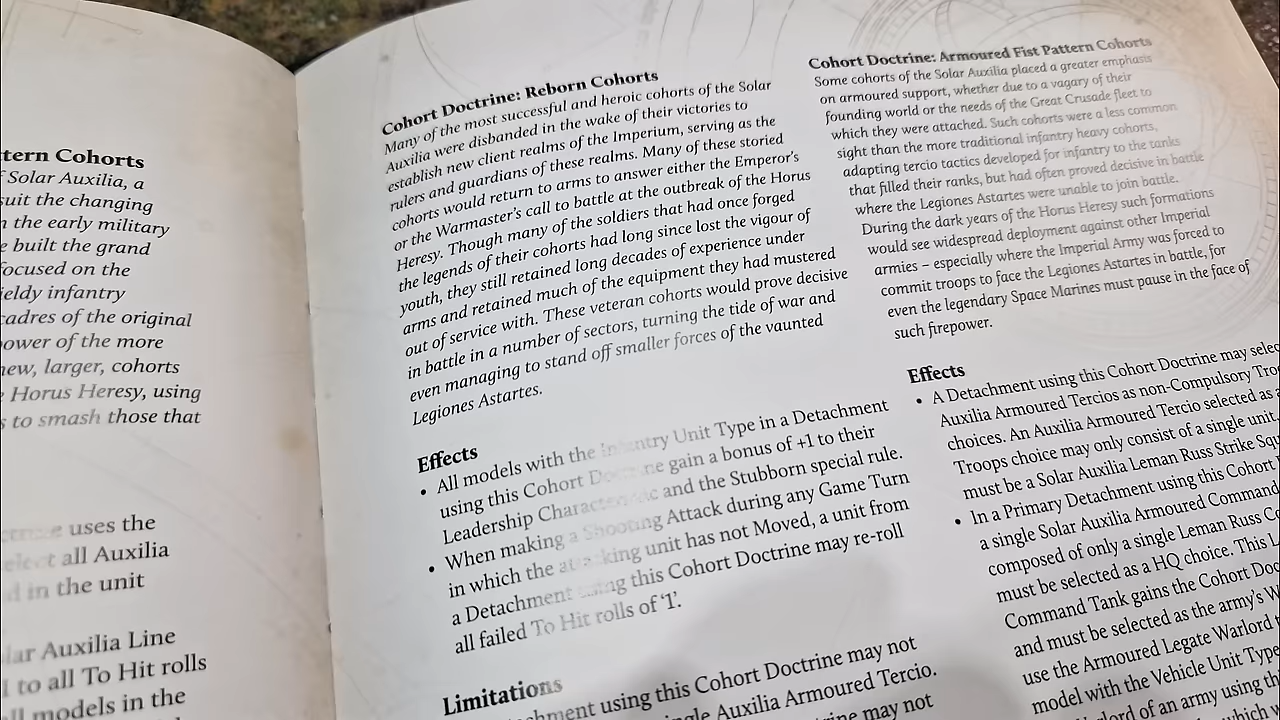 tern Cohorts
Solar Auxilia, a
suit the changing
n the early military
e built the grand
focused on the
ieldy infantry
cadres of the original
power of the more
new, larger, cohorts
Horus Heresy, using
s to smash those that
uses the
elect all Auxilia
d in the unit
lar Auxilia Line
l to all To Hit rolls
ll models in the
Cohort Doctrine: Reborn Cohorts
Many of the most successful and heroic cohorts of the Solar
Auxilia were disbanded in the wake of their victories to
establish new client realms of the Imperium, serving as the
rulers and guardians of these realms. Many of these storied
cohorts would return to arms to answer either the Emperor's
or the Warmaster's call to battle at the outbreak of the Horus
Heresy. Though many of the soldiers that had once forged
the legends of their cohorts had long since lost the vigour of
youth, they still retained long decades of experience under
arms and retained much of the equipment they had mustered
out of service with. These veteran cohorts would prove decisive
in battle in a number of sectors, turning the tide of war and
even managing to stand off smaller forces of the vaunted
Legiones Astartes.
Effects
• All models with the Infantry Unit Type in a Detachment
using this Cohort Doctrine gain a bonus of +1 to their
Leadership Characteristic and the Stubborn special rule.
• When making a Shooting Attack during any Game Turn
in which the attacking unit has not Moved, a unit from
a Detachment using this Cohort Doctrine may re-roll
all failed To Hit rolls of '1'.
Limitations
chment using this Cohort Doctrine may not
ngle Auxilia Armoured Tercio.
trine may not
Cohort Doctrine: Armoured Fist Pattern Cohorts
Some cohorts of the Solar Auxilia placed a greater emphasis
on armoured support, whether due to a vagary of their
founding world or the needs of the Great Crusade fleet to
which they were attached. Such cohorts were a less common
sight than the more traditional infantry heavy cohorts,
adapting tercio tactics developed for infantry to the tanks
that filled their ranks, but had often proved decisive in battle
where the Legiones Astartes were unable to join battle.
During the dark years of the Horus Heresy such formations
would see widespread deployment against other Imperial
armies – especially where the Imperial Army was forced to
commit troops to face the Legiones Astartes in battle, for
even the legendary Space Marines must pause in the face of
such firepower.
Effects
• A Detachment using this Cohort Doctrine may selec
Auxilia Armoured Tercios as non-Compulsory Troo
choices. An Auxilia Armoured Tercio selected as a
Troops choice may only consist of a single unit,
must be a Solar Auxilia Leman Russ Strike Squ
• In a Primary Detachment using this Cohort
a single Solar Auxilia Armoured Command
composed of only a single Leman Russ Co
must be selected as a HQ choice. This L
Command Tank gains the Cohort Doc
and must be selected as the army's W
use the Armoured Legate Warlord
model with the Vehicle Unit Type
lord of an army using th
which